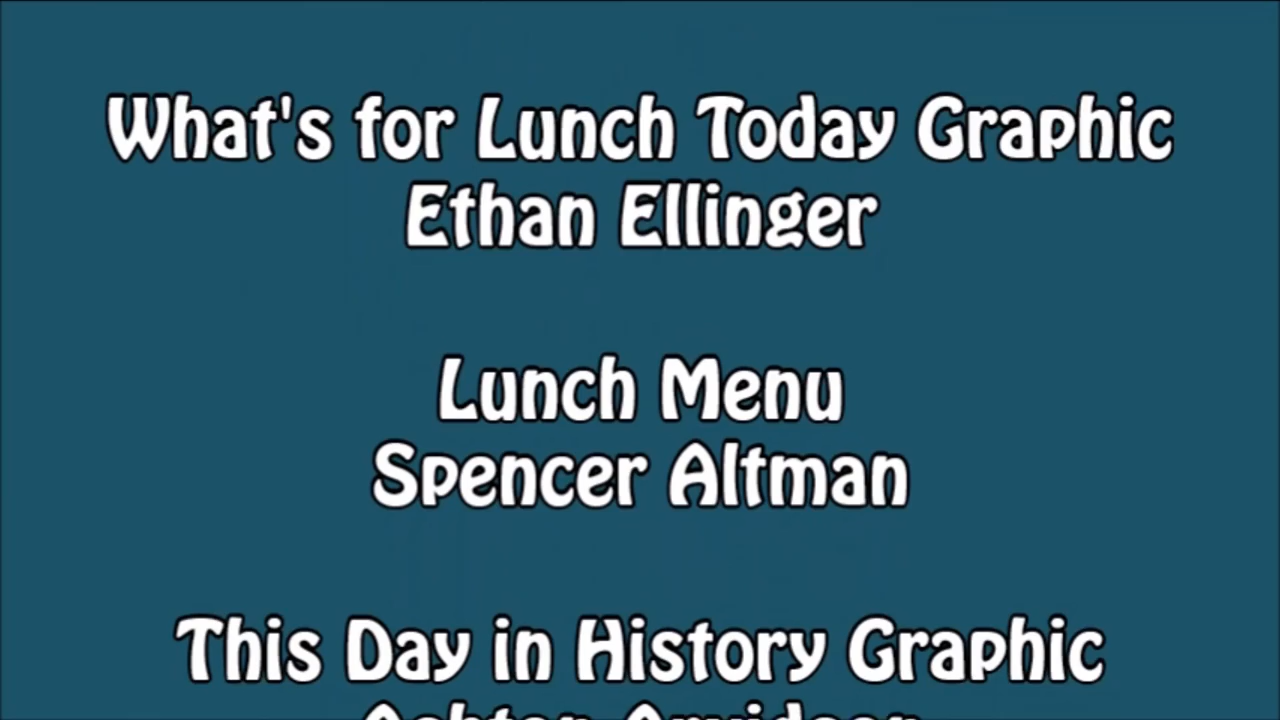 What's for Lunch Today Graphic
Ethan Ellinger
Lunch Menu
Spencer Altman
This Day in History Graphic